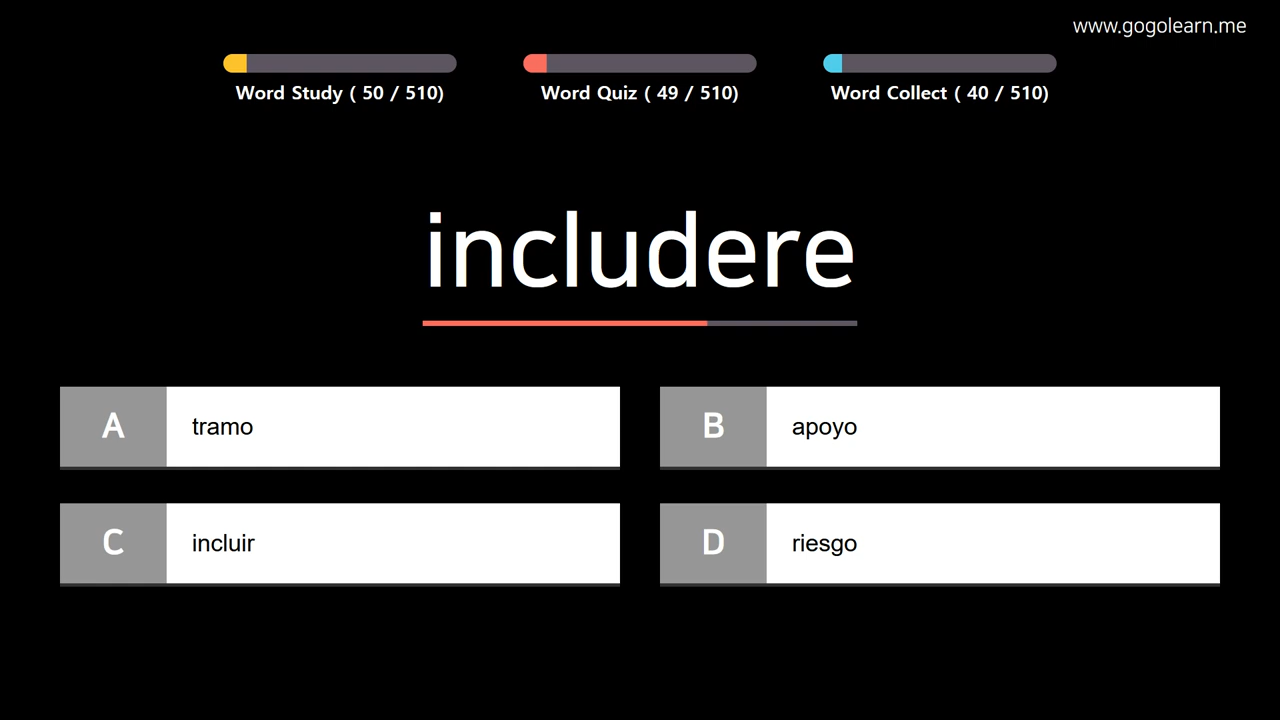 www.gogolearn.me
Word Study ( 50 / 510)
Word Quiz ( 49 / 510)
Word Collect ( 40 / 510)
includere
A tramo
B apoyo
C incluir
D riesgo